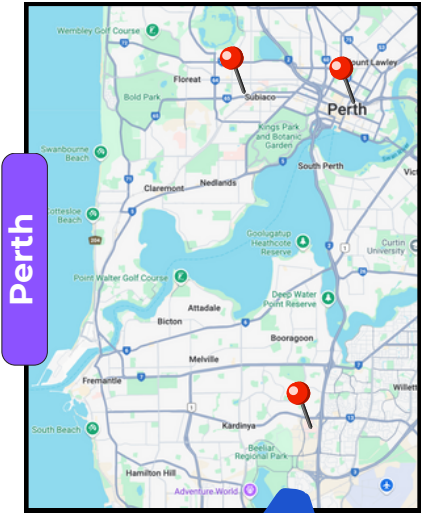 Wembley Golf Course
Mount Lawley
Floreat
Bold Park
Subiaco
Perth
Kings Park
and Botanic
Garden
Swanbourne
Beach
South Perth
Claremont
Nedlands
Cottesloe
Beach
Perth
Goolugatup
Heathcote
Reserve
Curtin
University
Point Walter Golf Course
Deep Water
Point Reserve
Attadale
Bicton
Booragoon
Melville
Fremantle
Willett
Kardinya
South Beach
Beeliar
Regional Park
Hamilton Hill
Adventure World